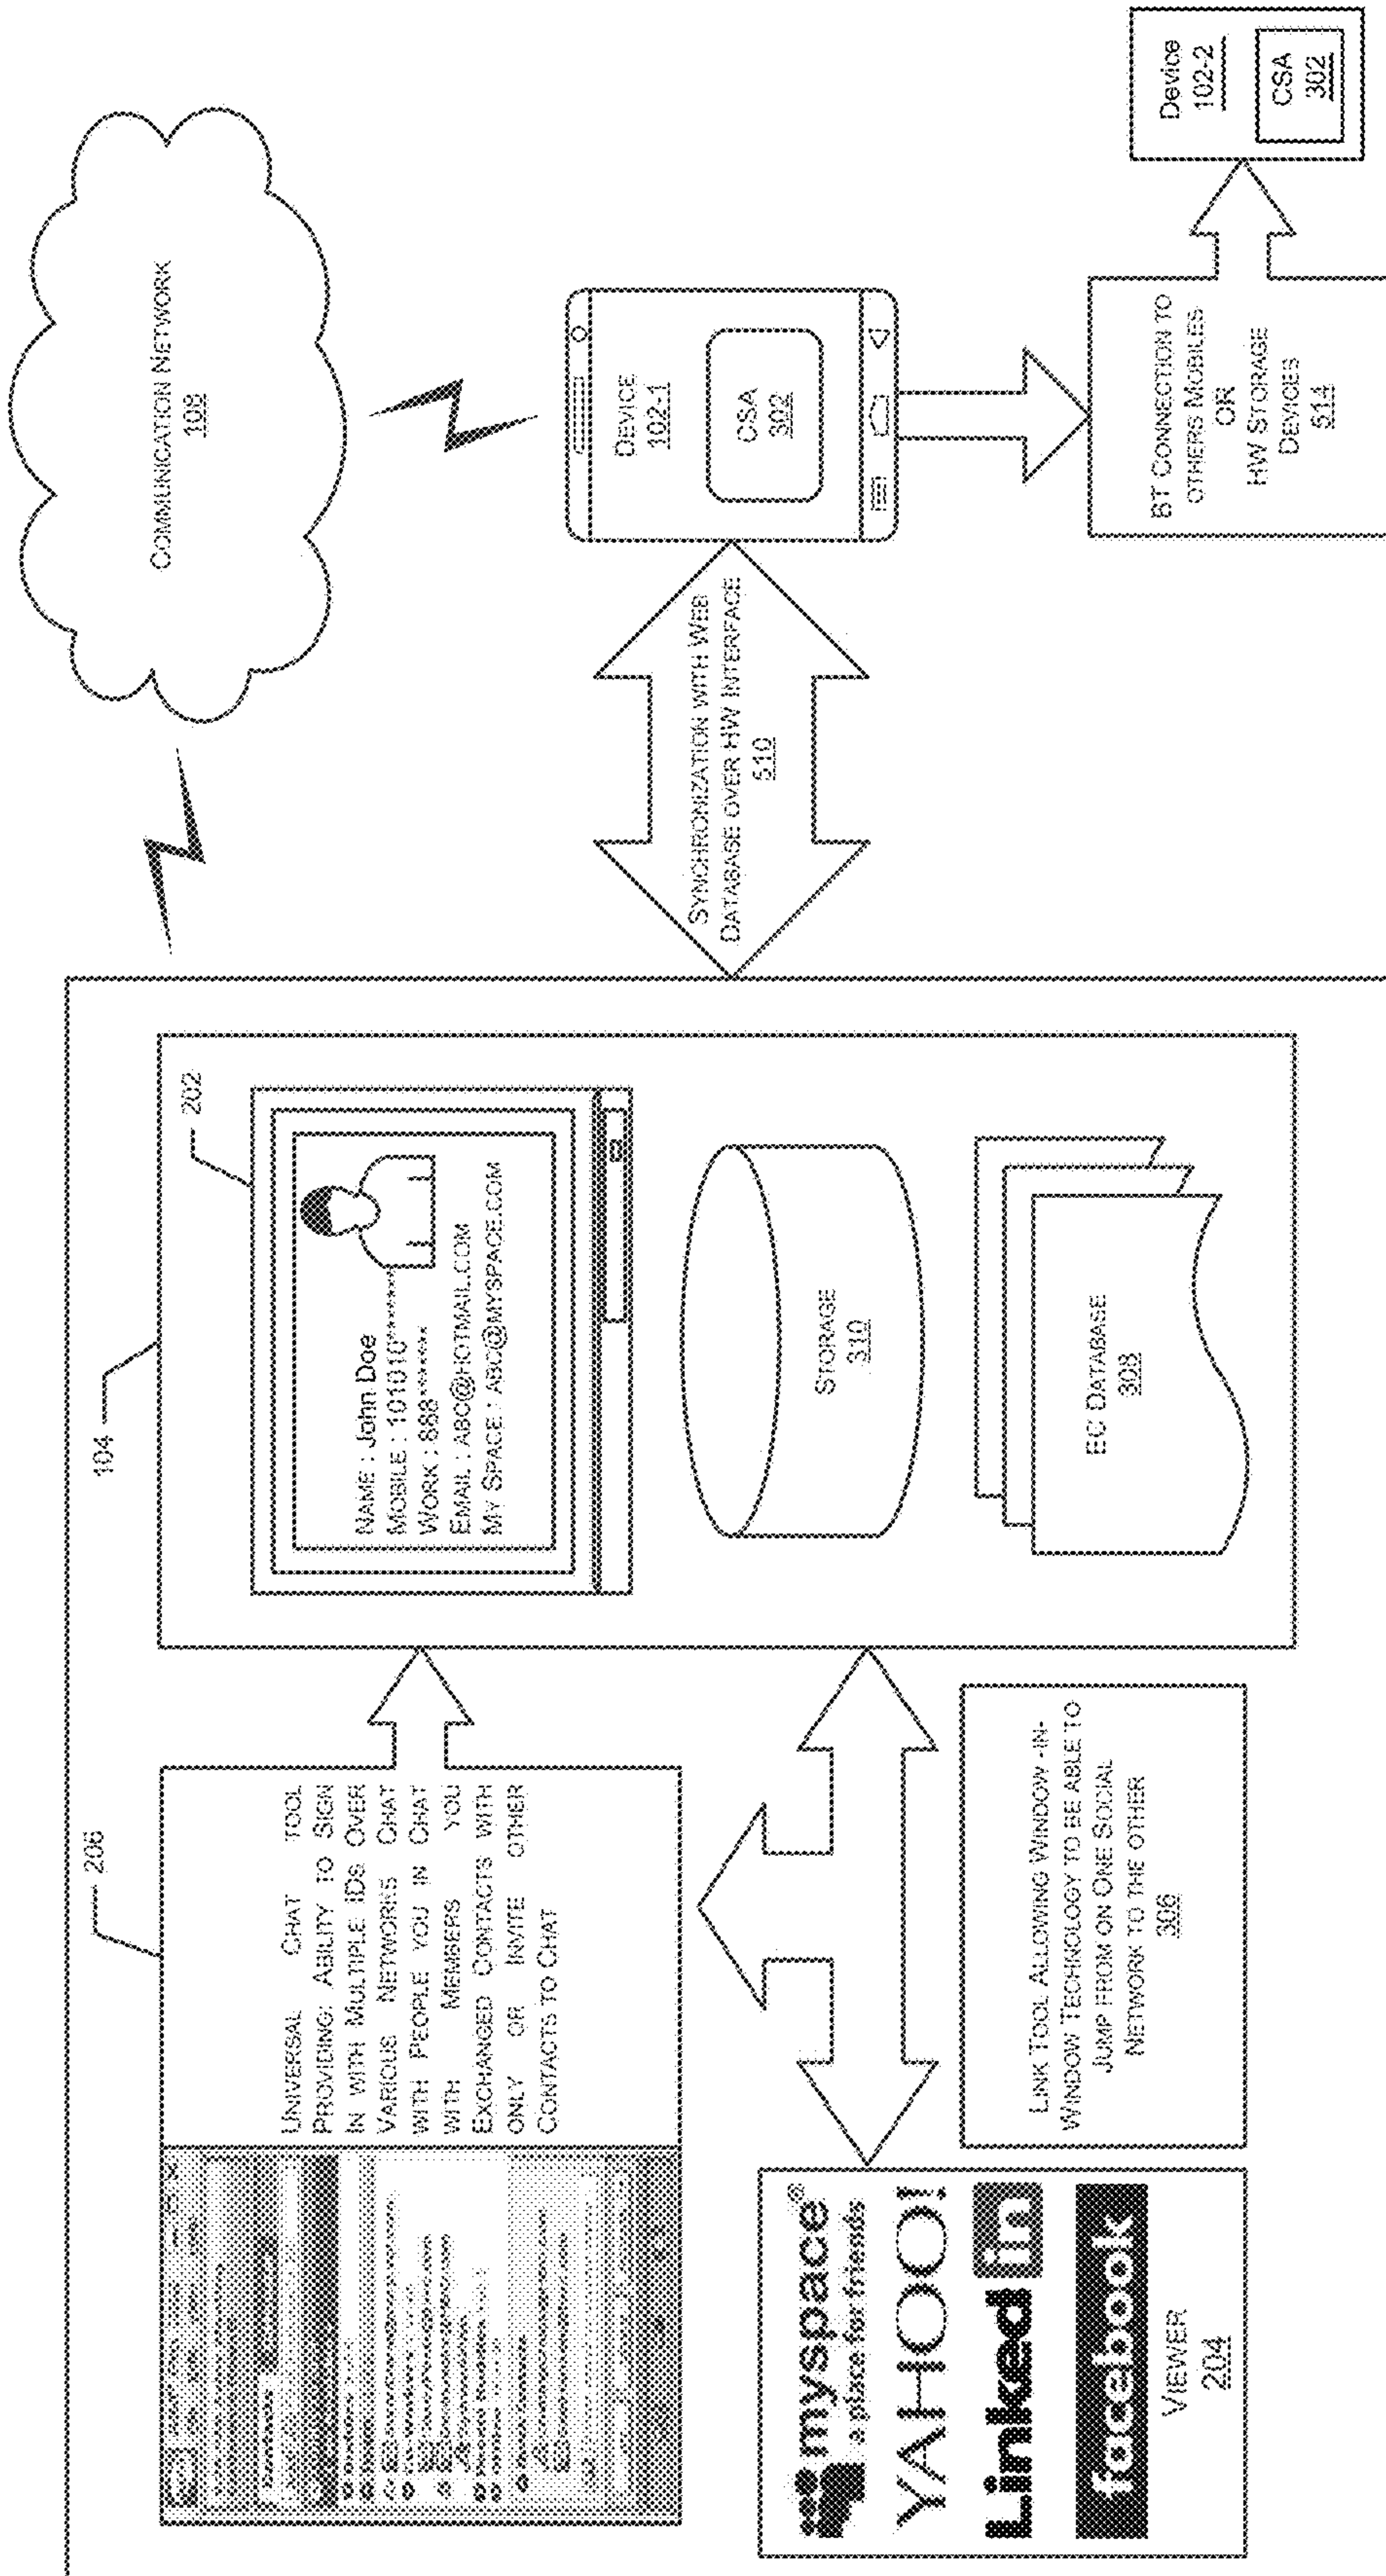 206
UNIVERSAL CHAT TOOL
PROVIDING: ABILITY TO SIGN
IN WITH MULTIPLE IDS OVER
VARIOUS NETWORKS CHAT
WITH PEOPLE YOU IN CHAT
WITH MEMBERS YOU
EXCHANGED CONTACTS WITH
ONLY OR INVITE OTHER
CONTACTS TO CHAT
myspace®
a place for friends
YAHOO!
Linked in
facebook
VIEWER
204
LINK TOOL ALLOWING WINDOW -IN-
WINDOW TECHNOLOGY TO BE ABLE TO
JUMP FROM ON ONE SOCIAL
NETWORK TO THE OTHER
306
104
202
NAME : John Doe
MOBILE : 101010*******
WORK : 888*******
EMAIL : ABC@HOTMAIL.COM
MY SPACE : ABC@MYSPACE.COM
STORAGE
310
EC DATABASE
308
SYNCHRONIZATION WITH WEB
DATABASE OVER HW INTERFACE
510
COMMUNICATION NETWORK
108
DEVICE
102-1
CSA
302
BT CONNECTION TO
OTHERS MOBILES
OR
HW STORAGE
DEVICES
514
Device
102-2
CSA
302